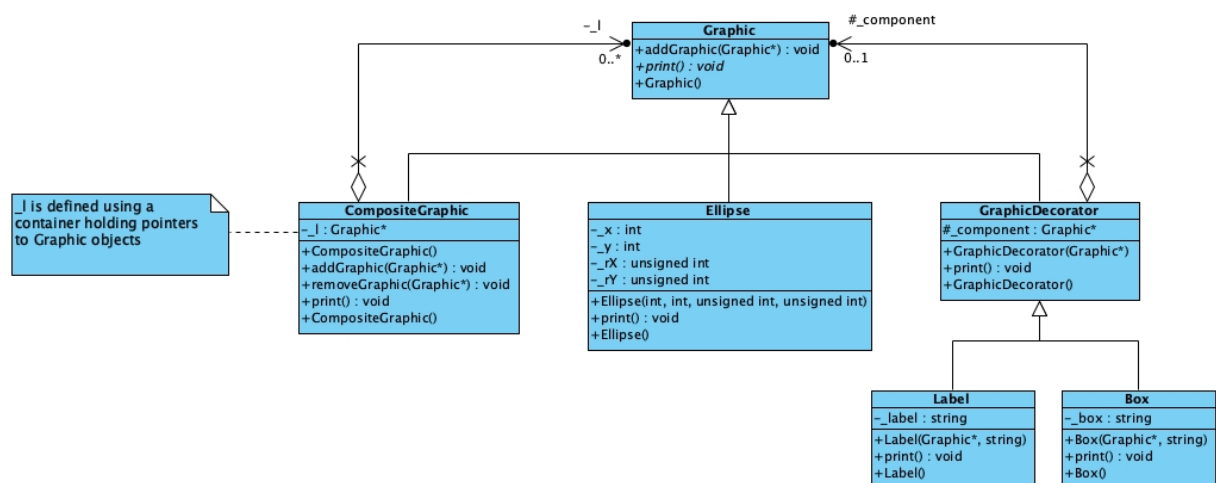 -_l
0..*
#_component
0..1
Graphic
+addGraphic(Graphic*) : void
+print() : void
+Graphic()
_l is defined using a
container holding pointers
to Graphic objects
CompositeGraphic
-_l : Graphic*
+CompositeGraphic()
+addGraphic(Graphic*) : void
+removeGraphic(Graphic*) : void
+print() : void
+CompositeGraphic()
Ellipse
-_x : int
-_y : int
-_rX : unsigned int
-_rY : unsigned int
+Ellipse(int, int, unsigned int, unsigned int)
+print() : void
+Ellipse()
GraphicDecorator
#_component : Graphic*
+GraphicDecorator(Graphic*)
+print() : void
+GraphicDecorator()
Label
-_label : string
+Label(Graphic*, string)
+print() : void
+Label()
Box
-_box : string
+Box(Graphic*, string)
+print() : void
+Box()